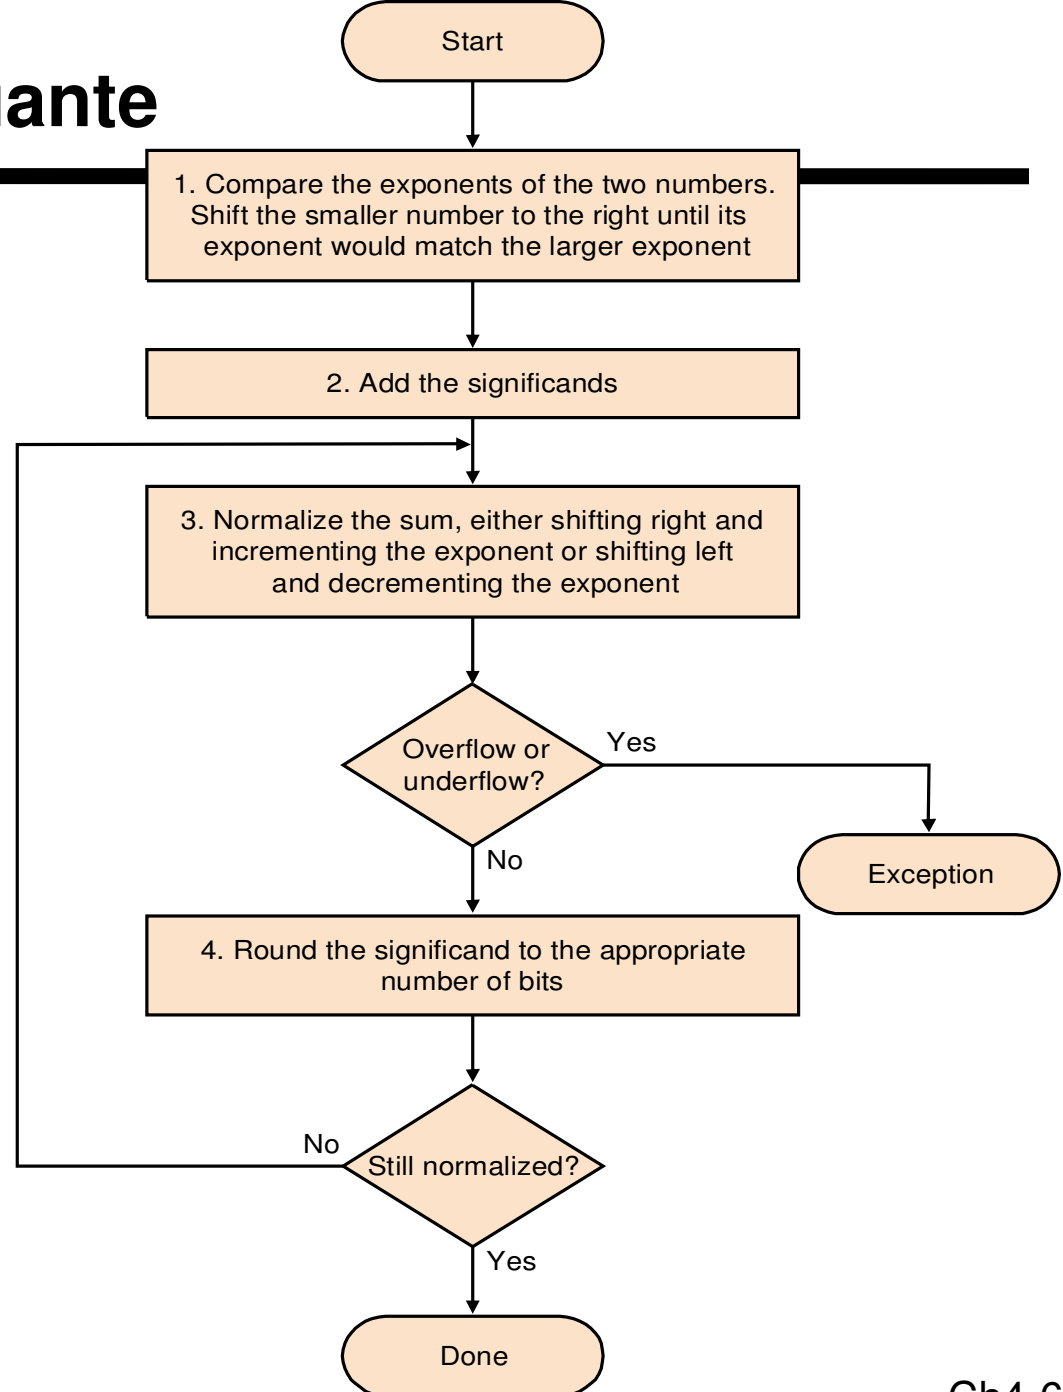 Start
ante
1. Compare the exponents of the two numbers.
Shift the smaller number to the right until its
exponent would match the larger exponent
2. Add the significands
3. Normalize the sum, either shifting right and
incrementing the exponent or shifting left
and decrementing the exponent
Overflow or
underflow?
Yes
No
Exception
4. Round the significand to the appropriate
number of bits
No
Still normalized?
Yes
Done